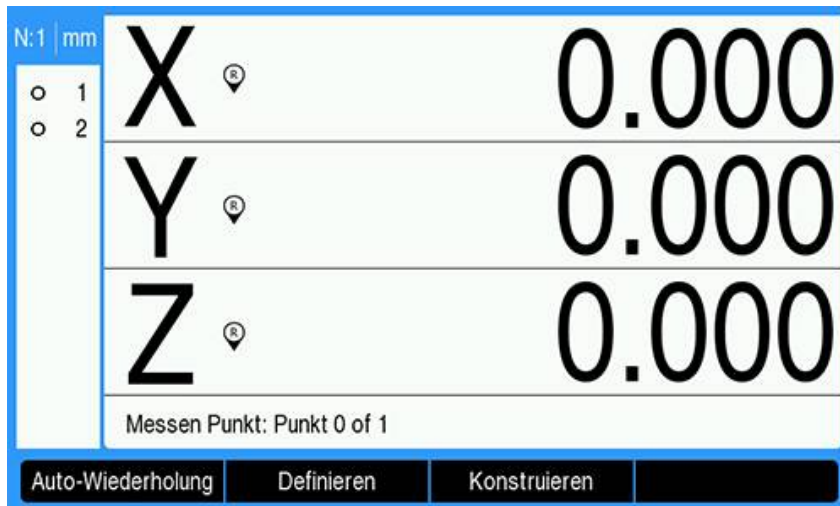 N:1 mm
1
2
X R 0.000
Y R 0.000
Z R 0.000
Messen Punkt: Punkt 0 of 1
Auto-Wiederholung Definieren Konstruieren